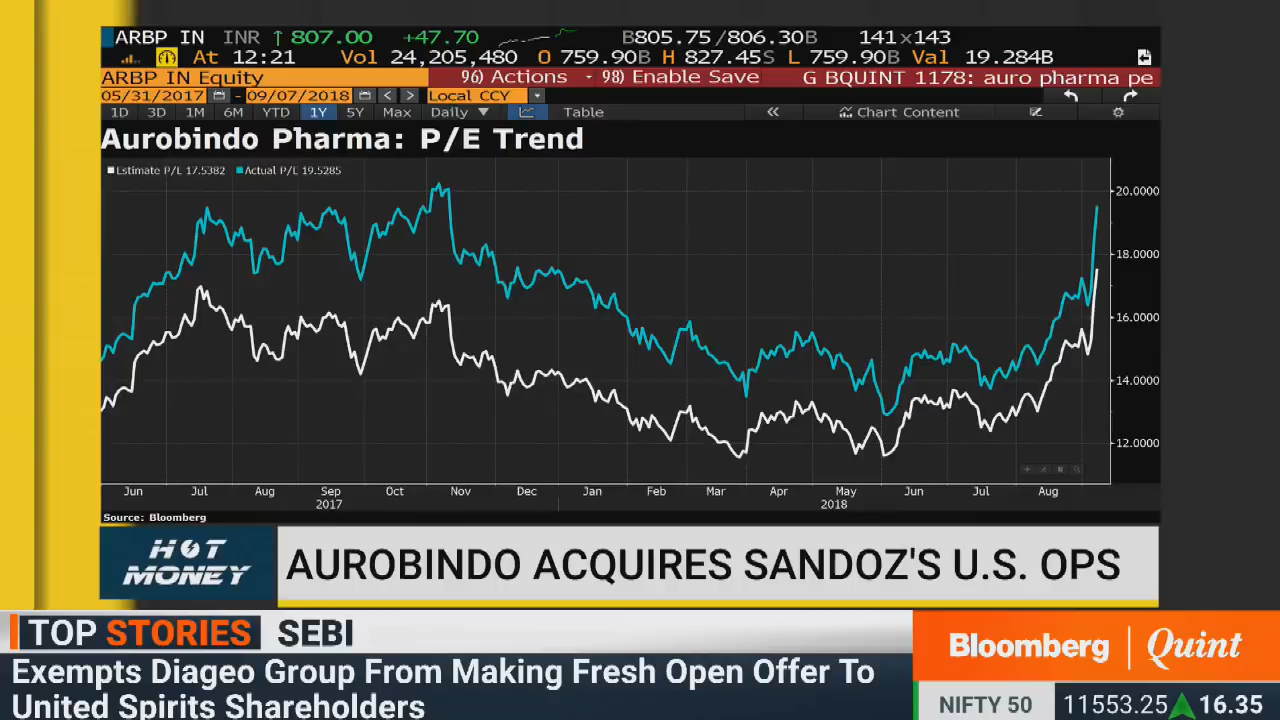 ARBP IN INR ↑ 807.00 +47.70 B805.75/806.30B 141x143
At 12:21 Vol 24,205,480 O 759.90B H 827.45S L 759.90B Val 19.284B
ARBP IN Equity 96) Actions 98) Enable Save G BQUINT 1178: auro pharma pe
05/31/2017 - 09/07/2018 < > Local CCY
1D 3D 1M 6M YTD 1Y 5Y Max Daily ▼ Table « Chart Content
Aurobindo Pharma: P/E Trend
Estimate P/E 17.5382 Actual P/E 19.5285
20.0000
18.0000
16.0000
14.0000
12.0000
Jun Jul Aug Sep Oct Nov Dec Jan Feb Mar Apr May Jun Jul Aug
2017 2018
Source: Bloomberg
HOT
MONEY
AUROBINDO ACQUIRES SANDOZ'S U.S. OPS
TOP STORIES SEBI
Exempts Diageo Group From Making Fresh Open Offer To
United Spirits Shareholders
Bloomberg | Quint
NIFTY 50 11553.25 ▲ 16.35